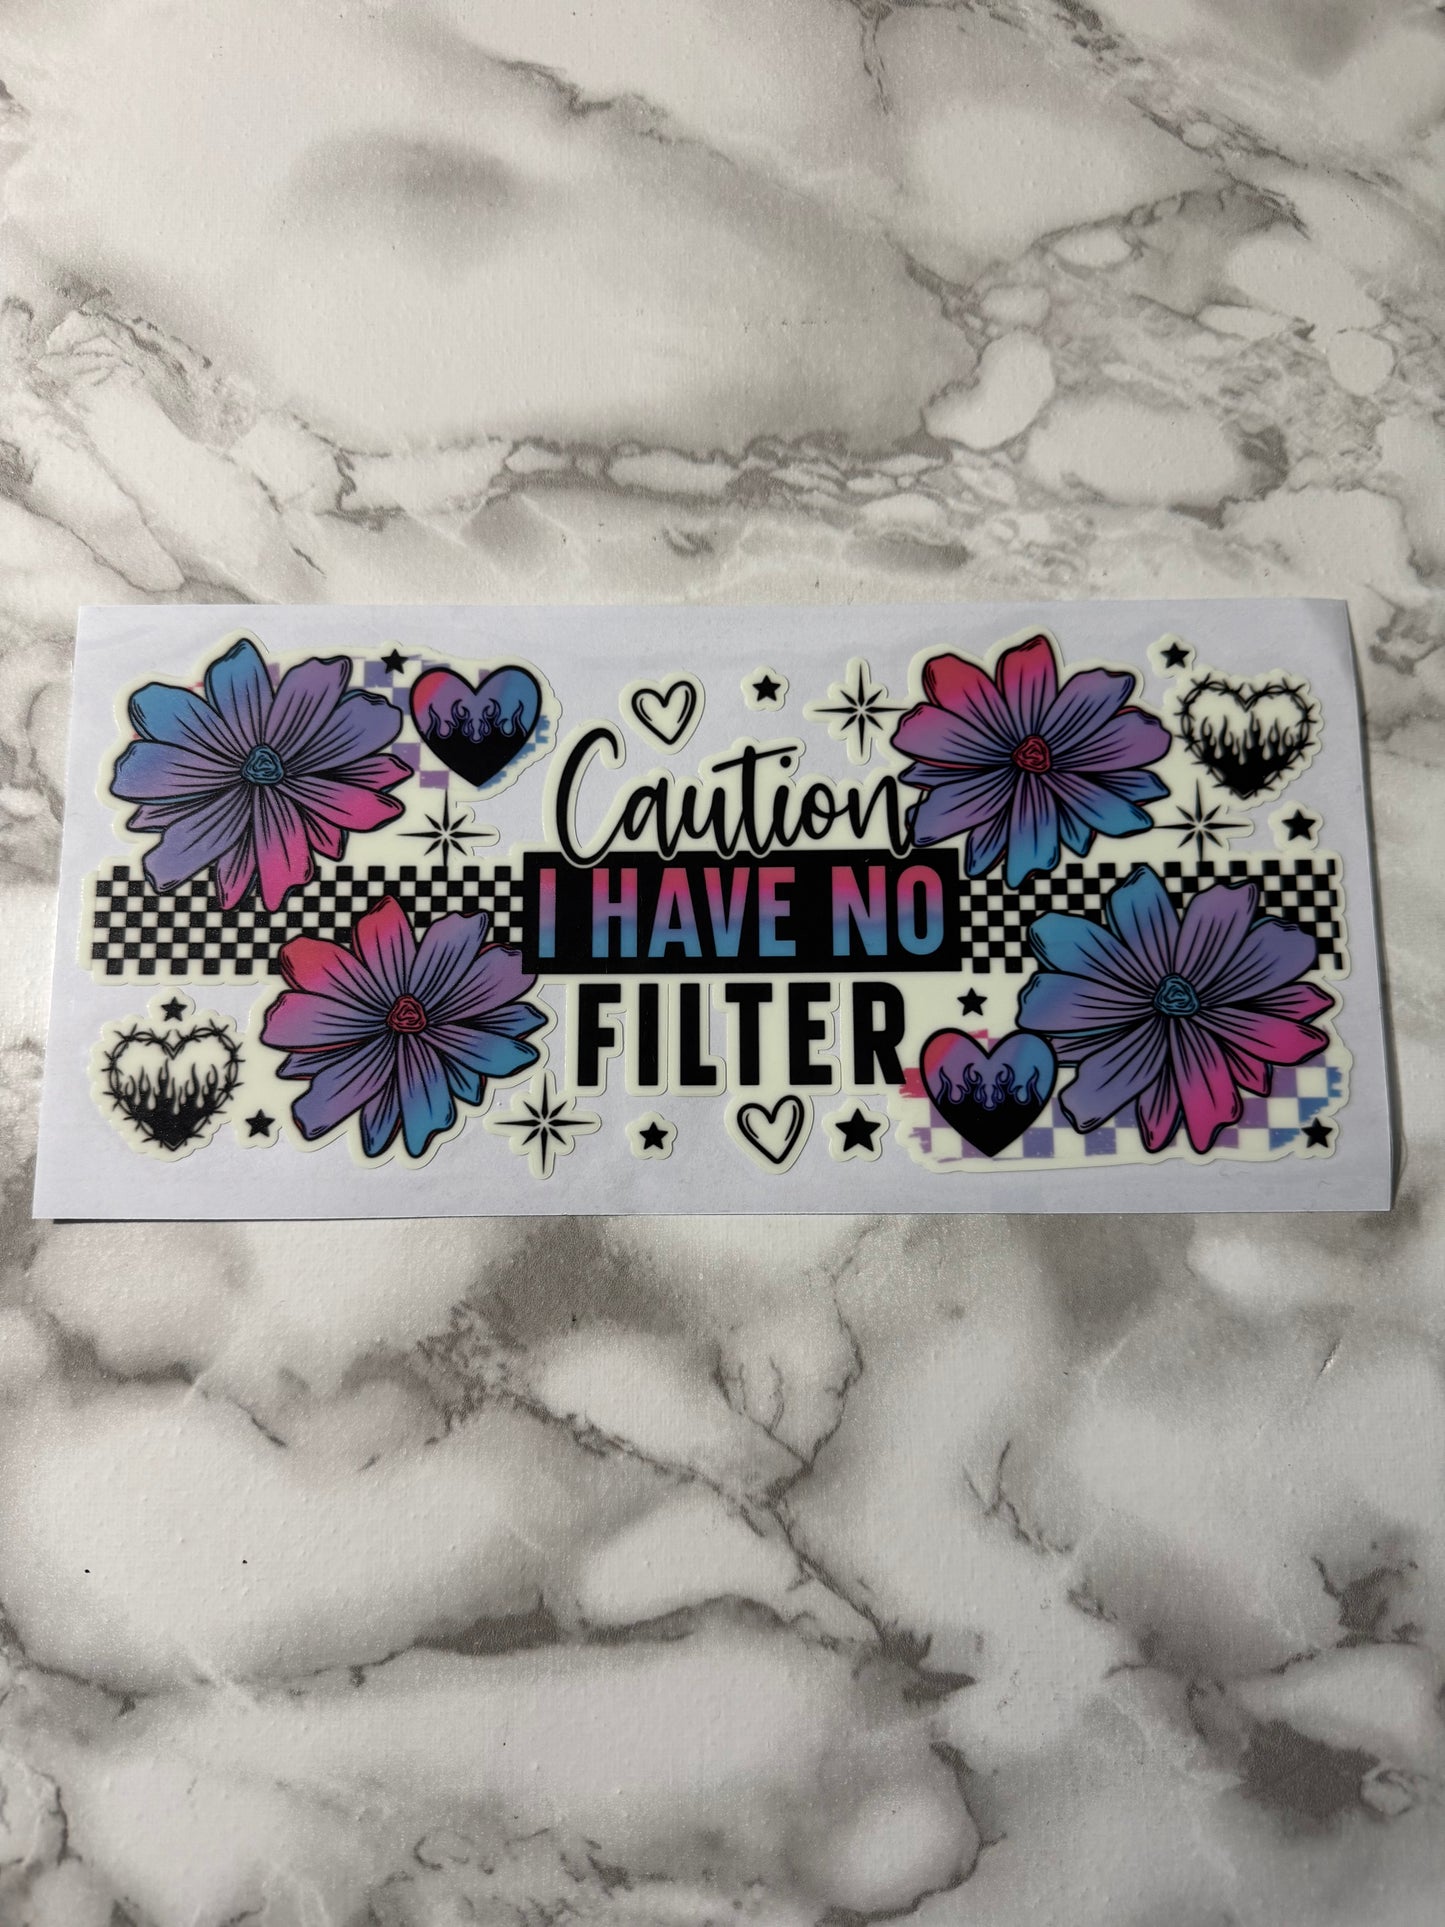 Caution
I HAVE NO
FILTER